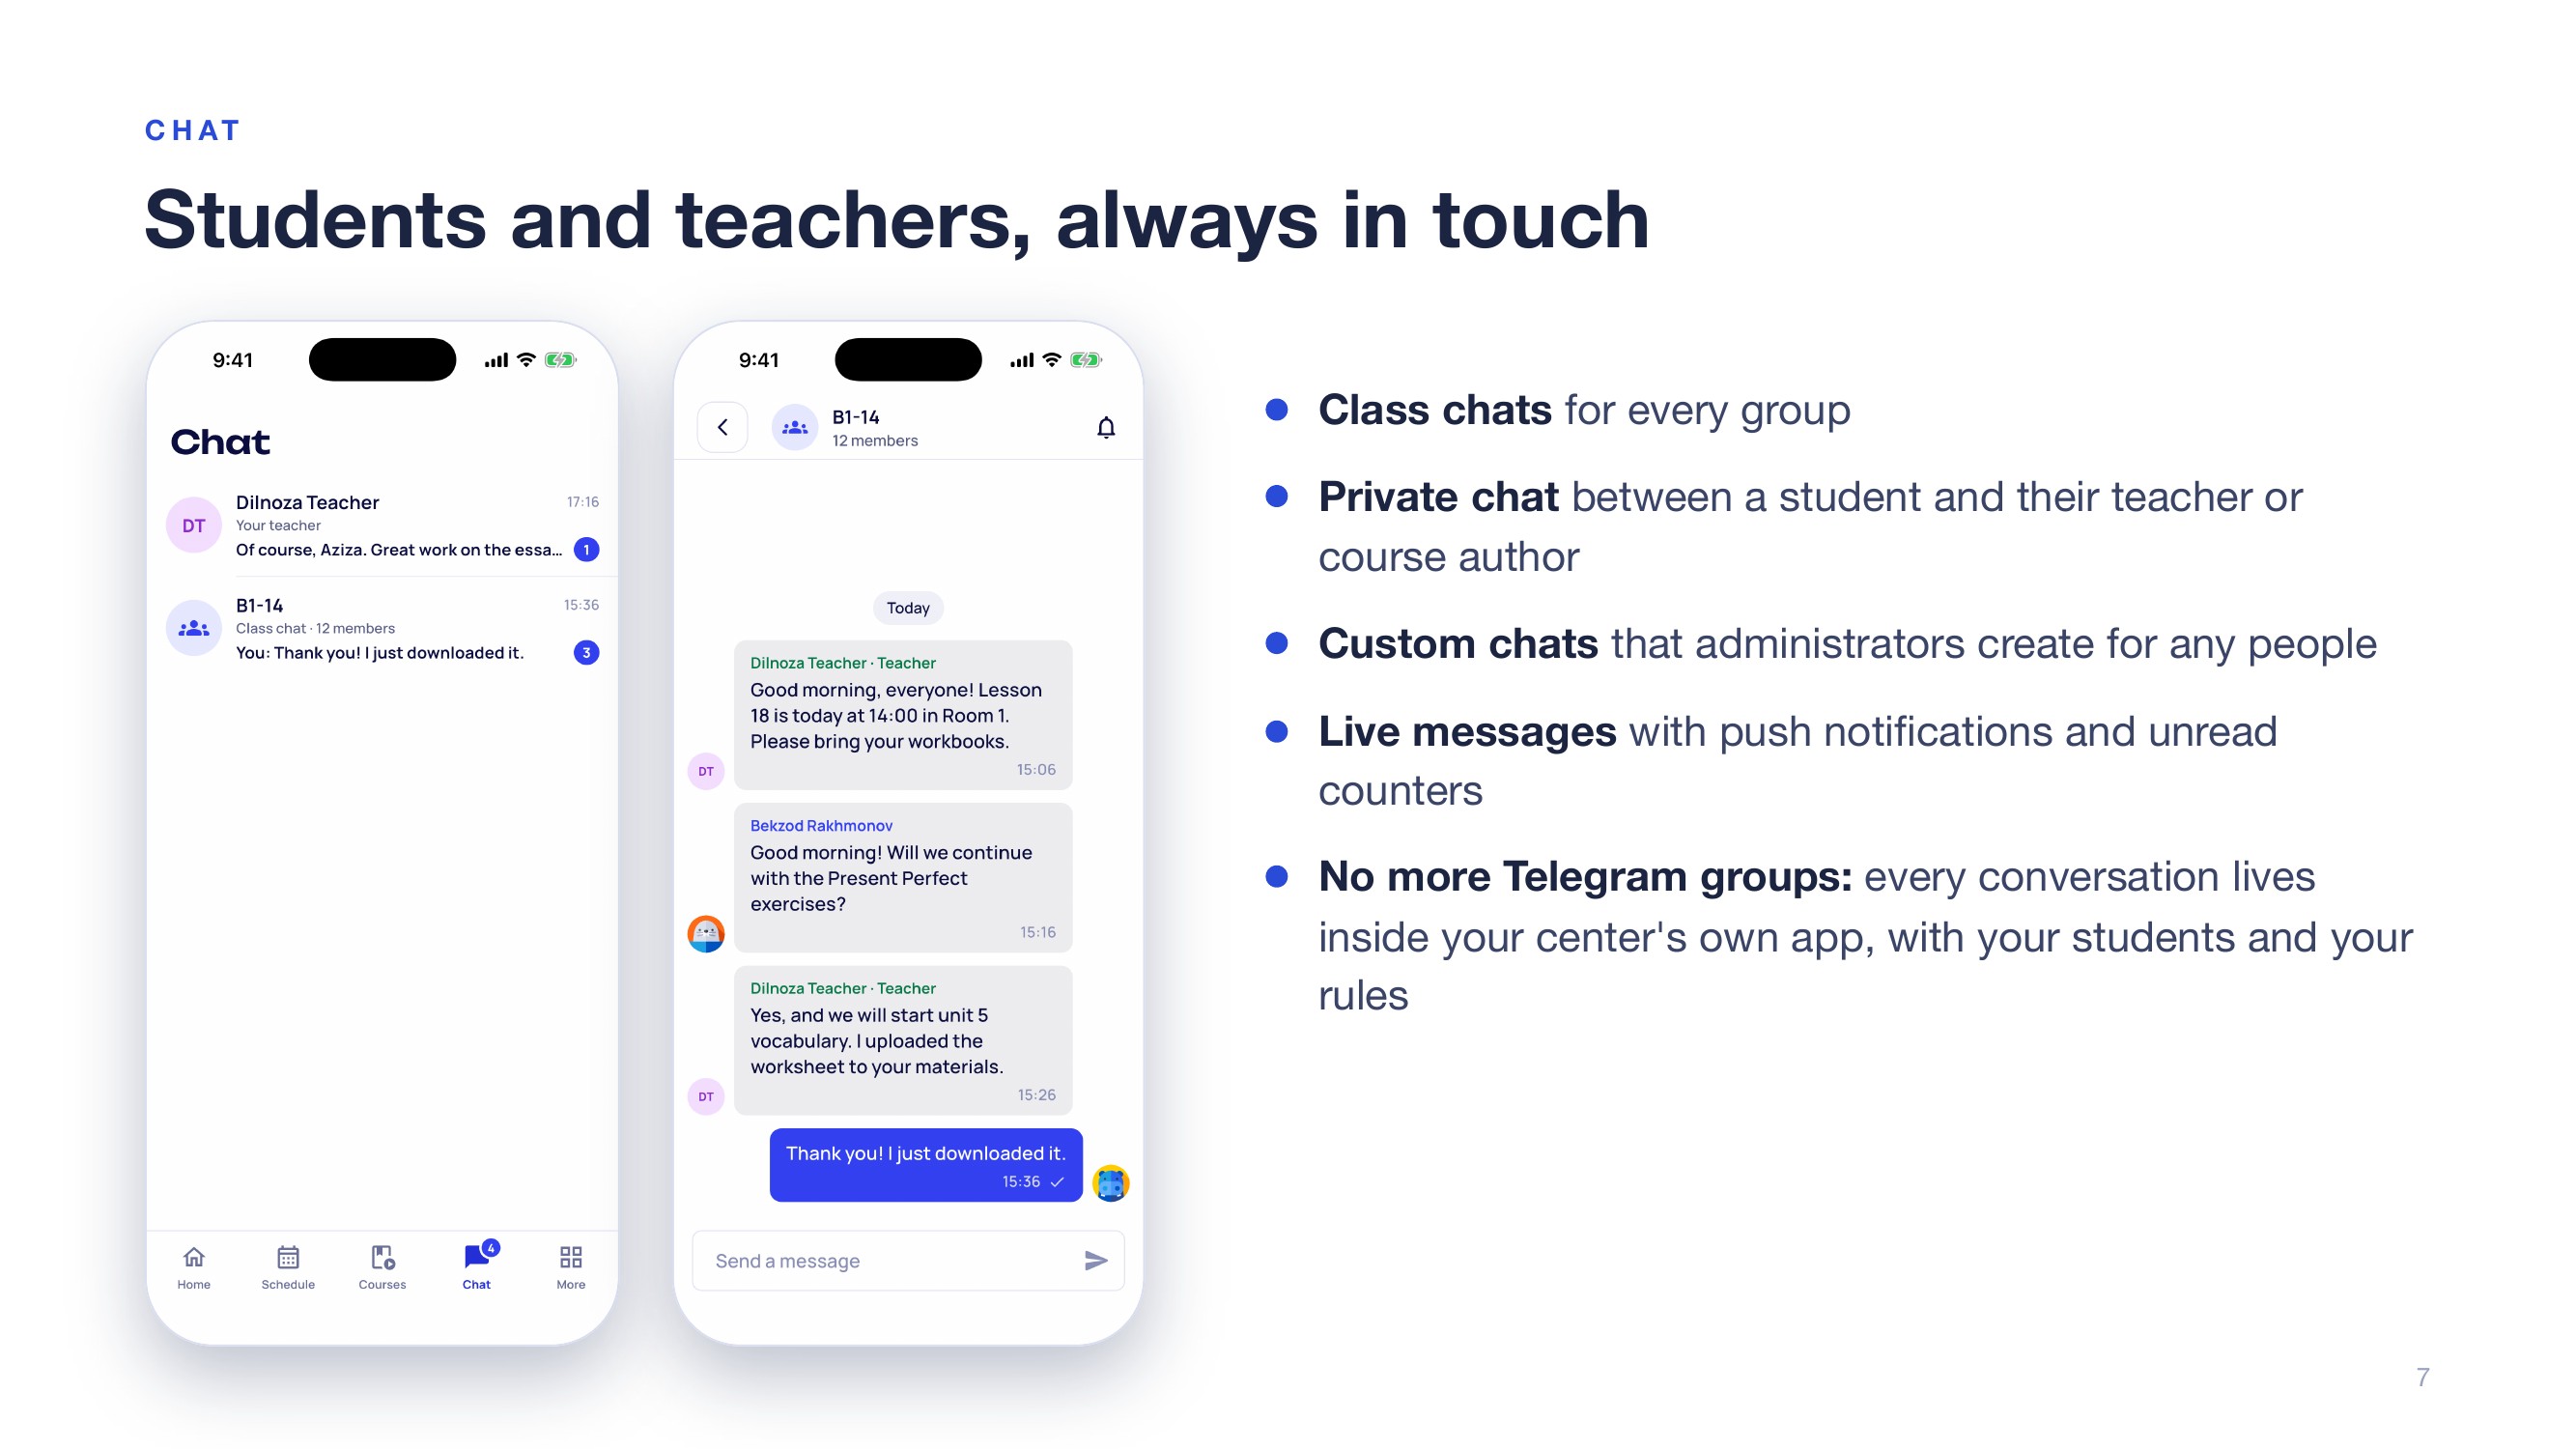 CHAT
Students and teachers, always in touch
9:41
Chat
DT
Dilnoza Teacher
17:16
Your teacher
Of course, Aziza. Great work on the essa...
1
B1-14
15:36
Class chat · 12 members
You: Thank you! I just downloaded it.
3
Home
Schedule
Courses
4
Chat
More
9:41
B1-14
12 members
Today
Dilnoza Teacher · Teacher
Good morning, everyone! Lesson
18 is today at 14:00 in Room 1.
Please bring your workbooks.
15:06
DT
Bekzod Rakhmonov
Good morning! Will we continue
with the Present Perfect
exercises?
15:16
Dilnoza Teacher · Teacher
Yes, and we will start unit 5
vocabulary. I uploaded the
worksheet to your materials.
15:26
DT
Thank you! I just downloaded it.
15:36
Send a message
Class chats for every group
Private chat between a student and their teacher or
course author
Custom chats that administrators create for any people
Live messages with push notifications and unread
counters
No more Telegram groups: every conversation lives
inside your center's own app, with your students and your
rules
7